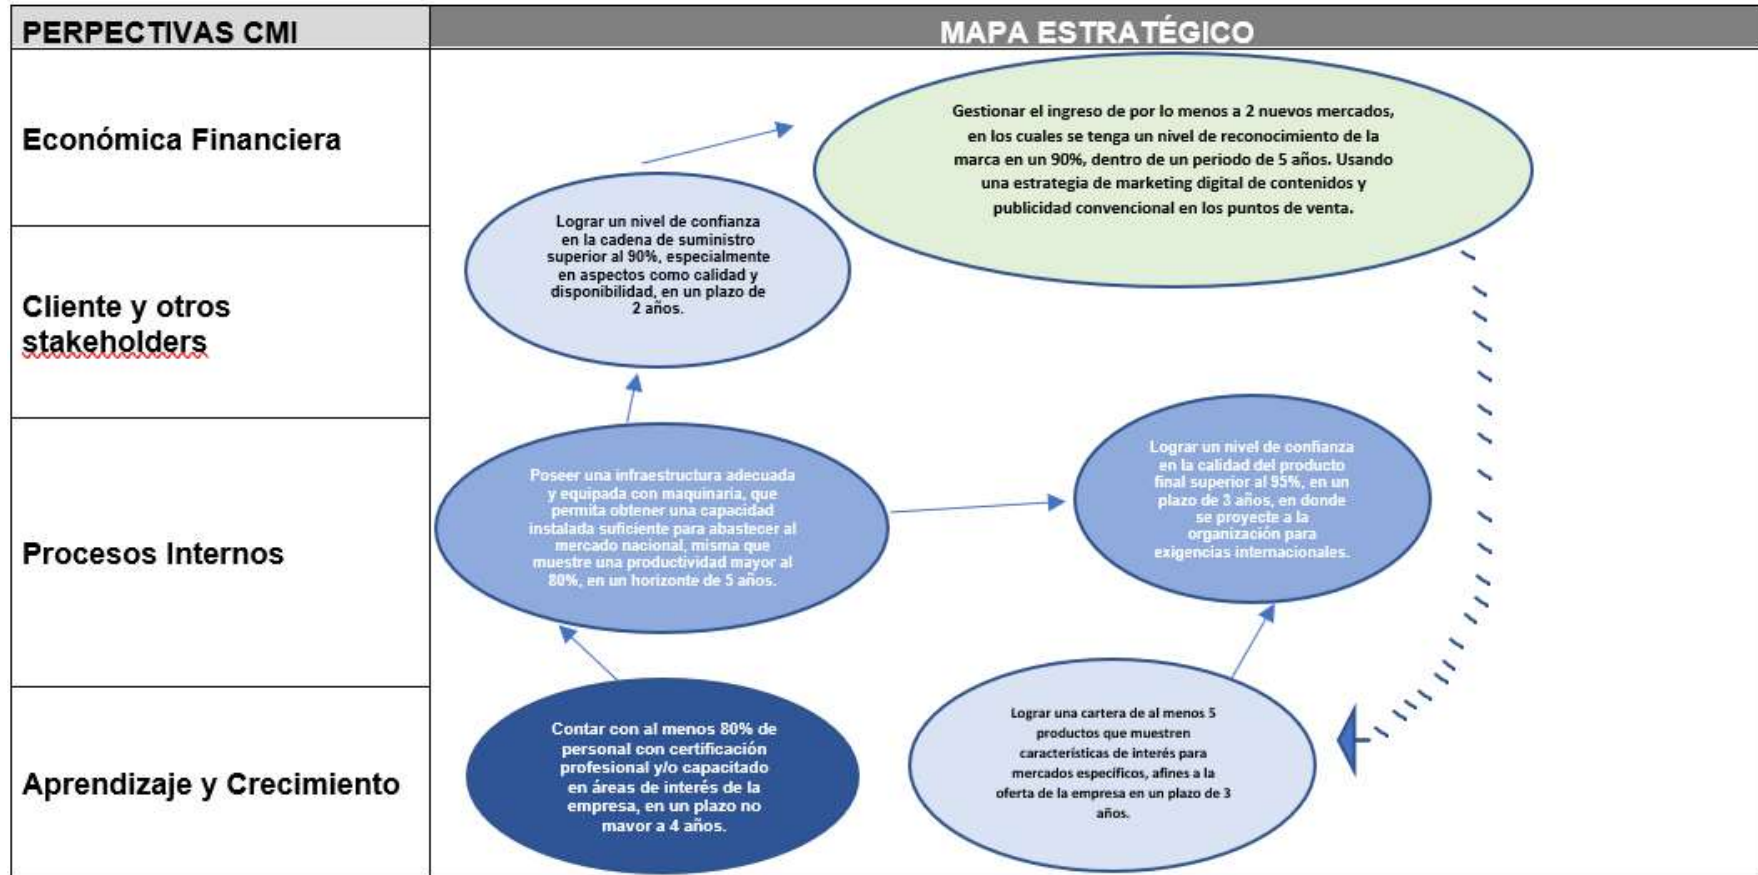 PERPECTIVAS CMI
MAPA ESTRATÉGICO
Económica Financiera
Gestionar el ingreso de por lo menos a 2 nuevos mercados,
en los cuales se tenga un nivel de reconocimiento de la
marca en un 90%, dentro de un periodo de 5 años. Usando
una estrategia de marketing digital de contenidos y
publicidad convencional en los puntos de venta.
Cliente y otros
stakeholders
Lograr un nivel de confianza
en la cadena de suministro
superior al 90%, especialmente
en aspectos como calidad y
disponibilidad, en un plazo de
2 años.
Procesos Internos
Poseer una infraestructura adecuada
y equipada con maquinaria, que
permita obtener una capacidad
instalada suficiente para abastecer al
mercado nacional, misma que
muestre una productividad mayor al
80%, en un horizonte de 5 años.
Lograr un nivel de confianza
en la calidad del producto
final superior al 95%, en un
plazo de 3 años, en donde
se proyecte a la
organización para
exigencias internacionales.
Aprendizaje y Crecimiento
Contar con al menos 80% de
personal con certificación
profesional y/o capacitado
en áreas de interés de la
empresa, en un plazo no
mayor a 4 años.
Lograr una cartera de al menos 5
productos que muestren
características de interés para
mercados específicos, afines a la
oferta de la empresa en un plazo de 3
años.